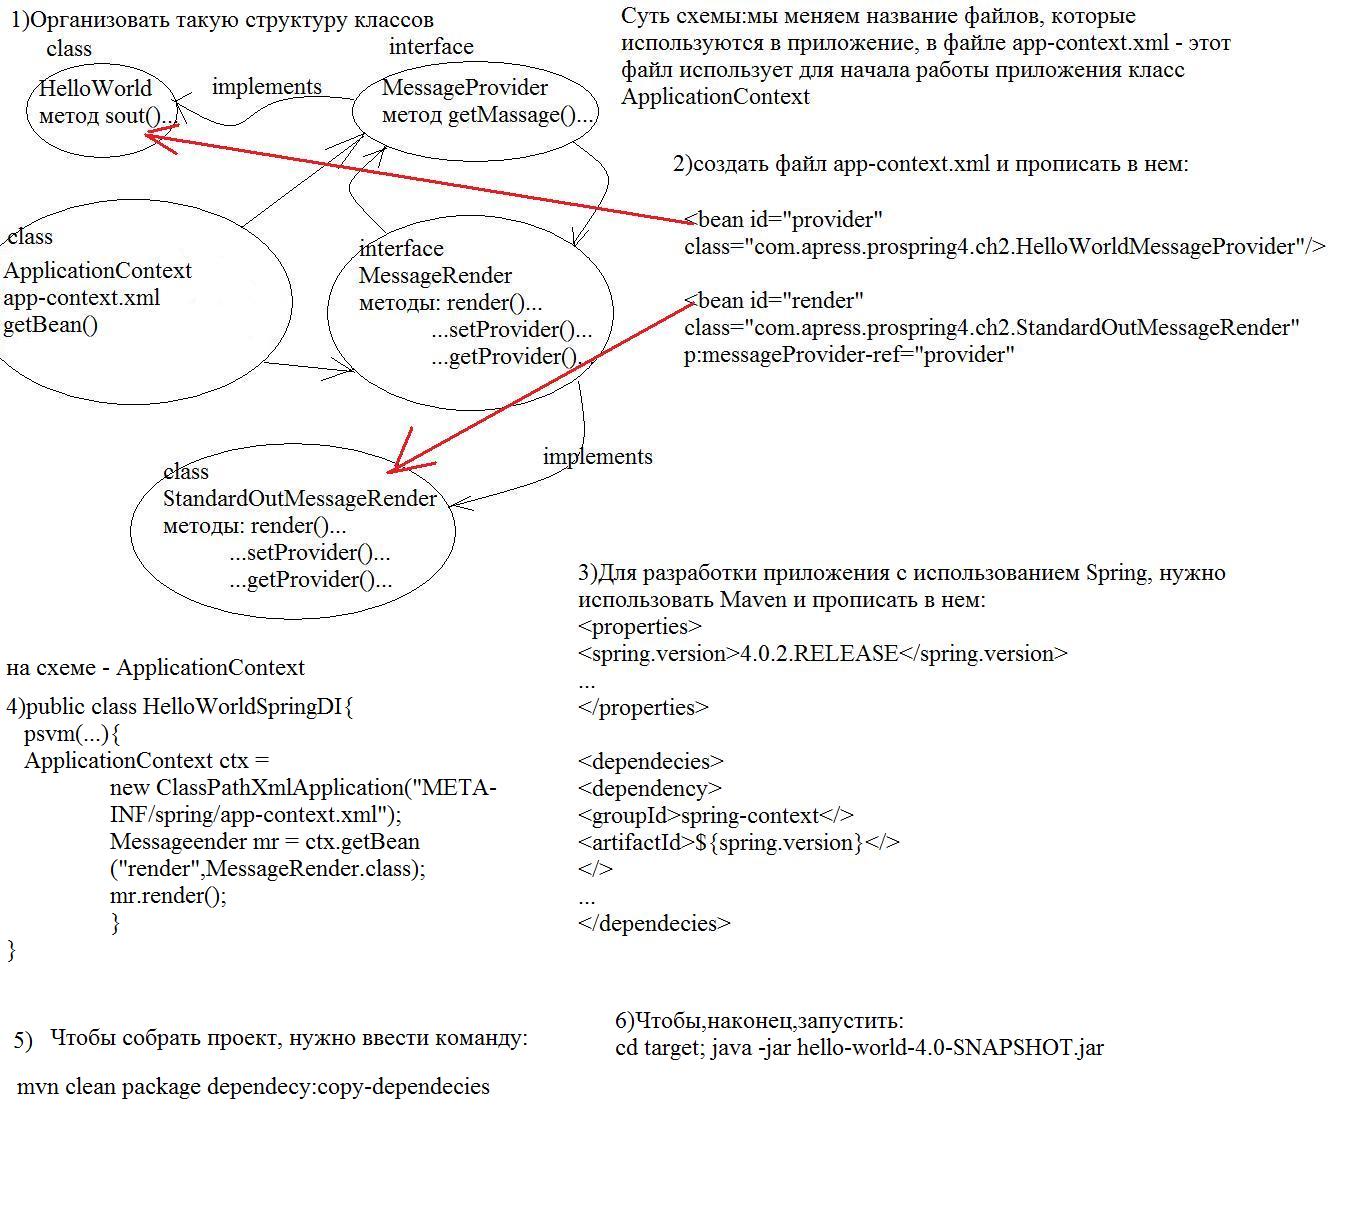 1)Организовать такую структуру классов
class
HelloWorld
метод sout()...
implements
interface
MessageProvider
метод getMassage()...
class
ApplicationContext
app-context.xml
getBean()
interface
MessageRender
методы: render()...
...setProvider()...
...getProvider()...
implements
class
StandardOutMessageRender
методы: render()...
...setProvider()...
...getProvider()...
Суть схемы:мы меняем название файлов, которые
используются в приложение, в файле app-context.xml - этот
файл использует для начала работы приложения класс
ApplicationContext
2)создать файл app-context.xml и прописать в нем:
<bean id="provider"
class="com.apress.prospring4.ch2.HelloWorldMessageProvider"/>
<bean id="render"
class="com.apress.prospring4.ch2.StandardOutMessageRender"
p:messageProvider-ref="provider"
3)Для разработки приложения с использованием Spring, нужно
использовать Maven и прописать в нем:
<properties>
<spring.version>4.0.2.RELEASE</spring.version>
...
</properties>
<dependecies>
<dependency>
<groupId>spring-context</>
<artifactId>${spring.version}</>
</>
...
</dependecies>
на схеме - ApplicationContext
4)public class HelloWorldSpringDI{
psvm(...){
ApplicationContext ctx =
new ClassPathXmlApplication("META-
INF/spring/app-context.xml");
Messageender mr = ctx.getBean
("render",MessageRender.class);
mr.render();
}
}
5) Чтобы собрать проект, нужно ввести команду:
mvn clean package dependecy:copy-dependecies
6)Чтобы,наконец,запустить:
cd target; java -jar hello-world-4.0-SNAPSHOT.jar